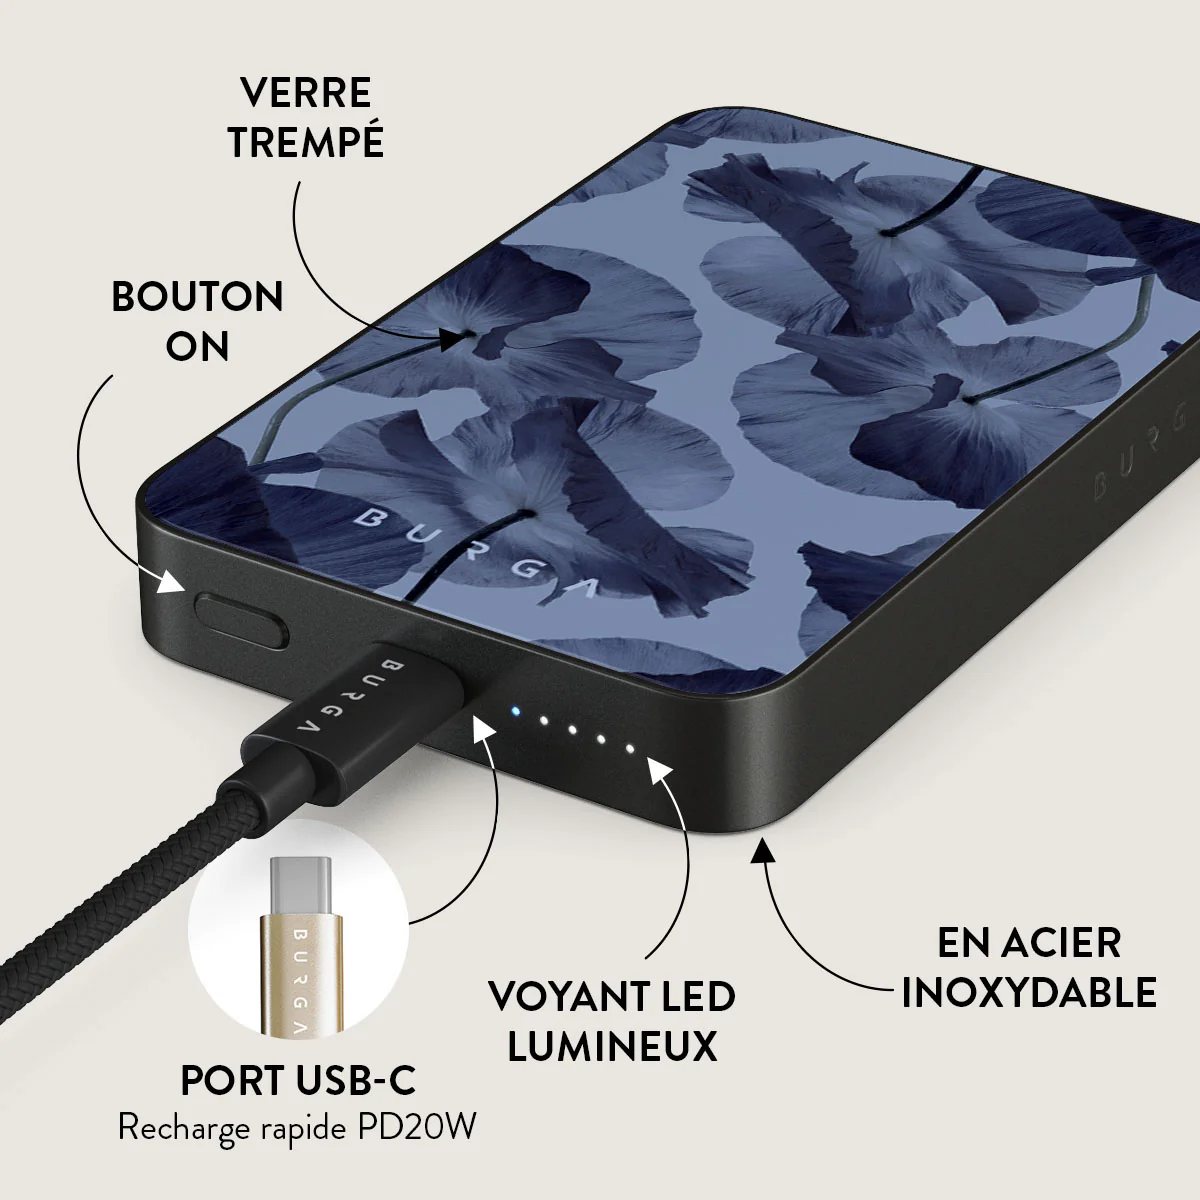 VERRE
TREMPÉ
BOUTON
ON
BURGA
BURG
BURGA
BURGA
PORT USB-C
Recharge rapide PD20W
VOYANT LED
LUMINEUX
EN ACIER
INOXYDABLE